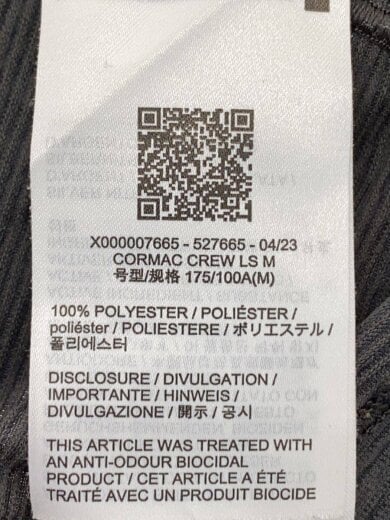 X000007665 - 527665 - 04/23
CORMAC CREW LS M
号型/规格 175/100A(M)
100% POLYESTER / POLIÉSTER /
poliéster / POLIESTERE / ポリエステル /
폴리에스터
DISCLOSURE / DIVULGATION /
IMPORTANTE / HINWEIS /
DIVULGAZIONE / 開示 / 공시
THIS ARTICLE WAS TREATED WITH
AN ANTI-ODOUR BIOCIDAL
PRODUCT / CET ARTICLE A ÉTÉ
TRAITÉ AVEC UN PRODUIT BIOCIDE